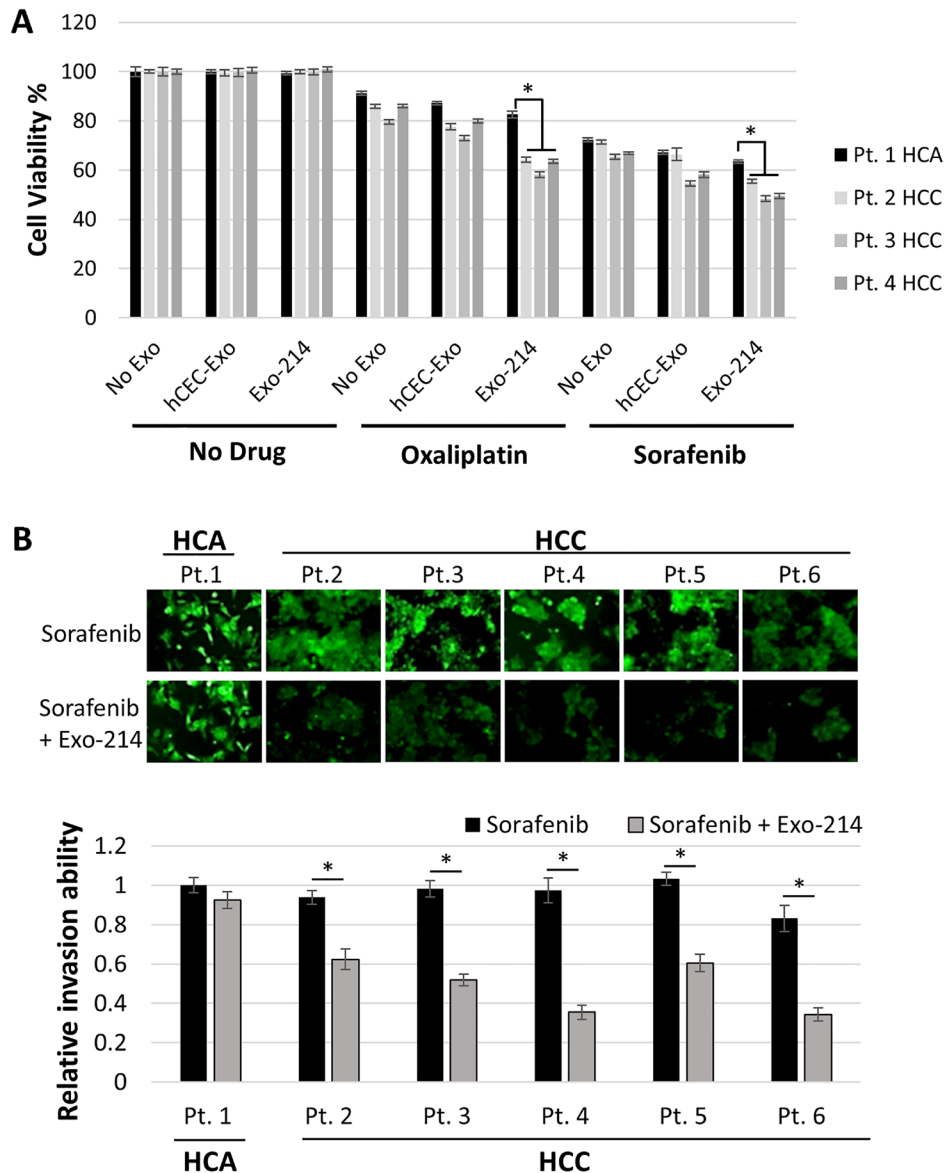 A
120
100
80
60
40
20
0
Cell Viability %
*
*
Pt. 1 HCA
Pt. 2 HCC
Pt. 3 HCC
Pt. 4 HCC
No Exo
hCEC-Exo
Exo-214
No Exo
hCEC-Exo
Exo-214
No Exo
hCEC-Exo
Exo-214
No Drug
Oxaliplatin
Sorafenib
B
HCA
HCC
Pt.1
Pt.2
Pt.3
Pt.4
Pt.5
Pt.6
Sorafenib
Sorafenib
+ Exo-214
Sorafenib
Sorafenib + Exo-214
Relative invasion ability
1.2
1
0.8
0.6
0.4
0.2
0
*
*
*
*
*
Pt. 1
Pt. 2
Pt. 3
Pt. 4
Pt. 5
Pt. 6
HCA
HCC